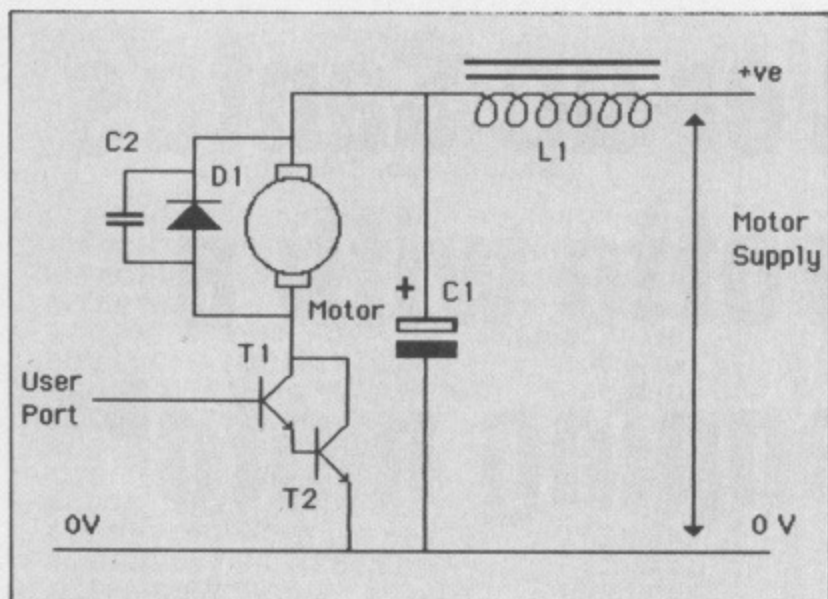 +ve
L1
C2
D1
Motor
Supply
+
C1
Motor
T1
User
Port
T2
0V
0 V